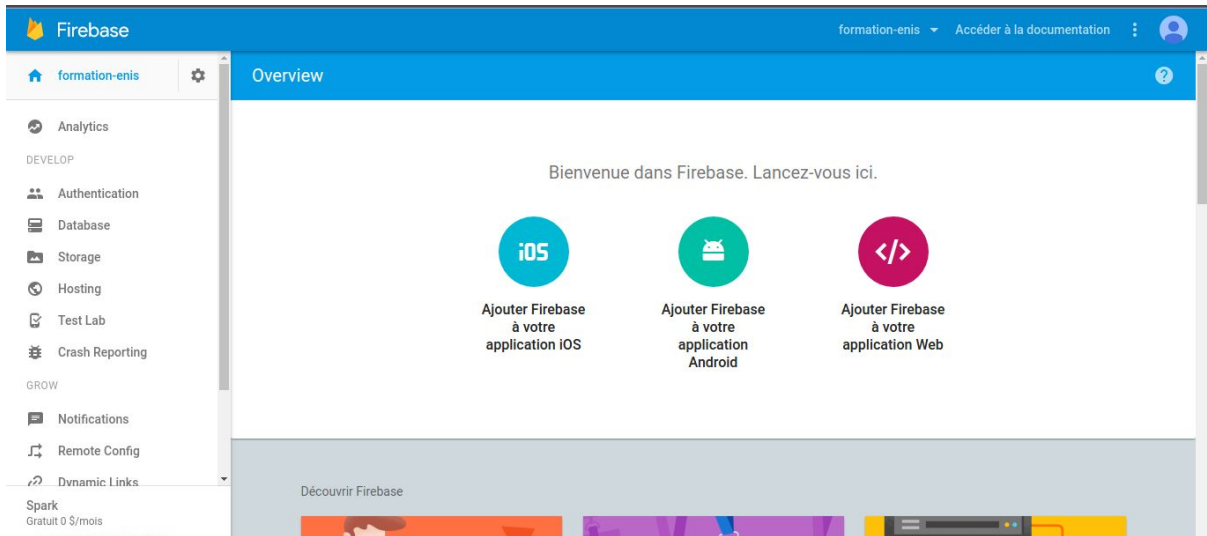 Firebase
formation-enis
Accéder à la documentation
formation-enis
Overview
Analytics
DEVELOP
Authentication
Database
Storage
Hosting
Test Lab
Crash Reporting
GROW
Notifications
Remote Config
Dynamic Links
Spark
Gratuit 0 $/mois
Bienvenue dans Firebase. Lancez-vous ici.
iOS
Ajouter Firebase
à votre
application iOS
Ajouter Firebase
à votre
application
Android
</>
Ajouter Firebase
à votre
application Web
Découvrir Firebase